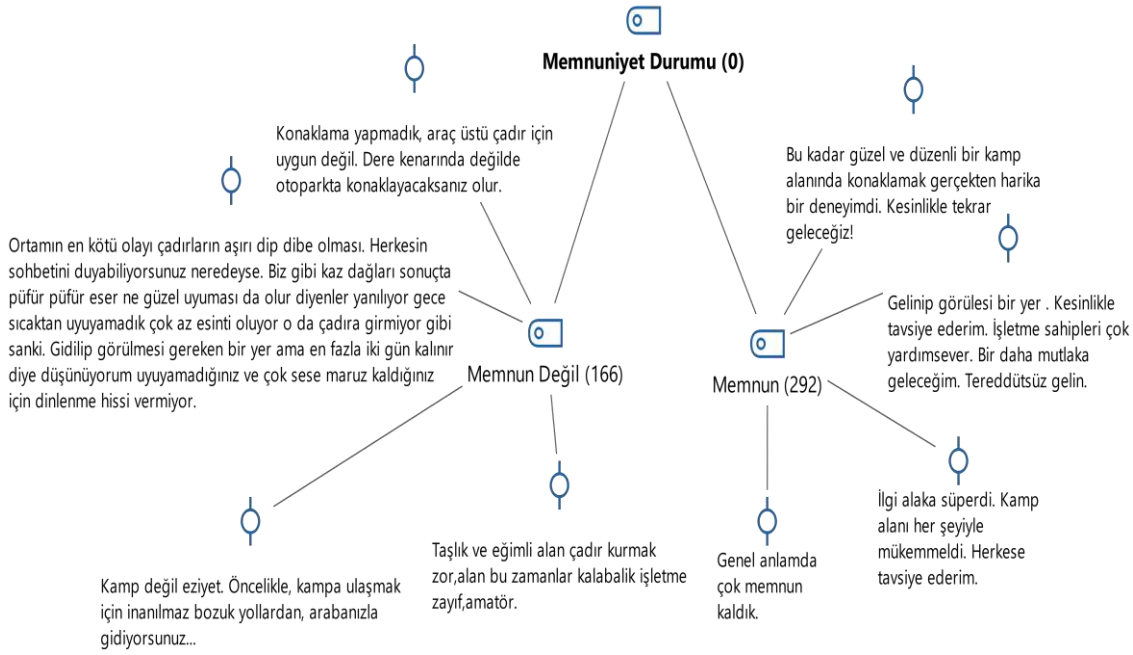 Memnuniyet Durumu (0)
Konaklama yapmadık, araç üstü çadır için
uygun değil. Dere kenarında değilde
otoparkta konaklayacaksanız olur.
Bu kadar güzel ve düzenli bir kamp
alanında konaklamak gerçekten harika
bir deneyimdi. Kesinlikle tekrar
geleceğiz!
Ortamın en kötü olayı çadırların aşırı dip dibe olması. Herkesin
sohbetini duyabiliyorsunuz neredeyse. Biz gibi kaz dağları sonuçta
püfür püfür eser ne güzel uyuması da olur diyenler yanılıyor gece
sıcaktan uyuyamadık çok az esinti oluyor o da çadıra girmiyor gibi
sanki. Gidilip görülmesi gereken bir yer ama en fazla iki gün kalınır
diye düşünüyorum uyuyamadığınız ve çok sese maruz kaldığınız
için dinlenme hissi vermiyor.
Gelinip görülesi bir yer . Kesinlikle
tavsiye ederim. İşletme sahipleri çok
yardımsever. Bir daha mutlaka
geleceğim. Tereddütsüz gelin.
Memnun Değil (166)
Memnun (292)
Kamp değil eziyet. Öncelikle, kampa ulaşmak
için inanılmaz bozuk yollardan, arabanızla
gidiyorsunuz...
Taşlık ve eğimli alan çadır kurmak
zor,alan bu zamanlar kalabalik işletme
zayıf,amatör.
Genel anlamda
çok memnun
kaldık.
İlgi alaka süperdi. Kamp
alanı her şeyiyle
mükemmeldi. Herkese
tavsiye ederim.